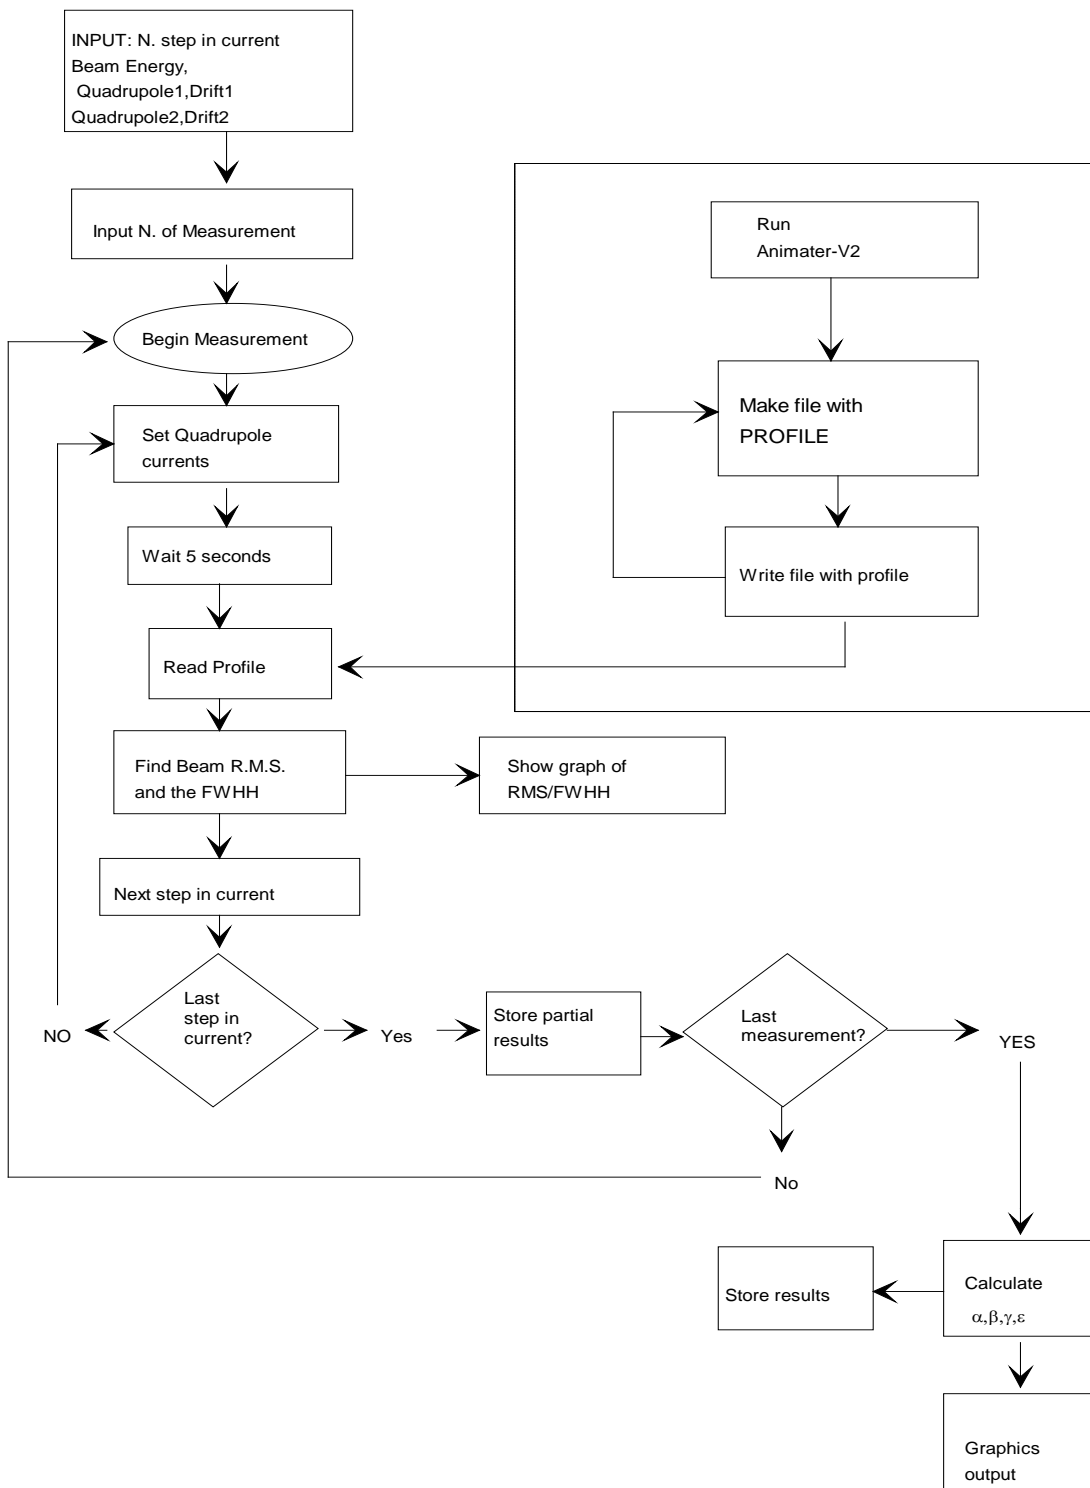 INPUT: N. step in current
Beam Energy,
Quadrupole1,Drift1
Quadrupole2,Drift2
Input N. of Measurement
Begin Measurement
Set Quadrupole
currents
Wait 5 seconds
Read Profile
Find Beam R.M.S.
and the FWHH
Show graph of
RMS/FWHH
Next step in current
Last
step in
current?
NO
Yes
Store partial
results
Last
measurement?
YES
No
Run
Animater-V2
Make file with
PROFILE
Write file with profile
Calculate
α,β,γ,ε
Store results
Graphics
output